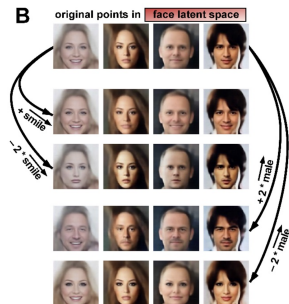 B
original points in face latent space
+ smile
− 2 * smile
+ 2 * male
− 2 * male